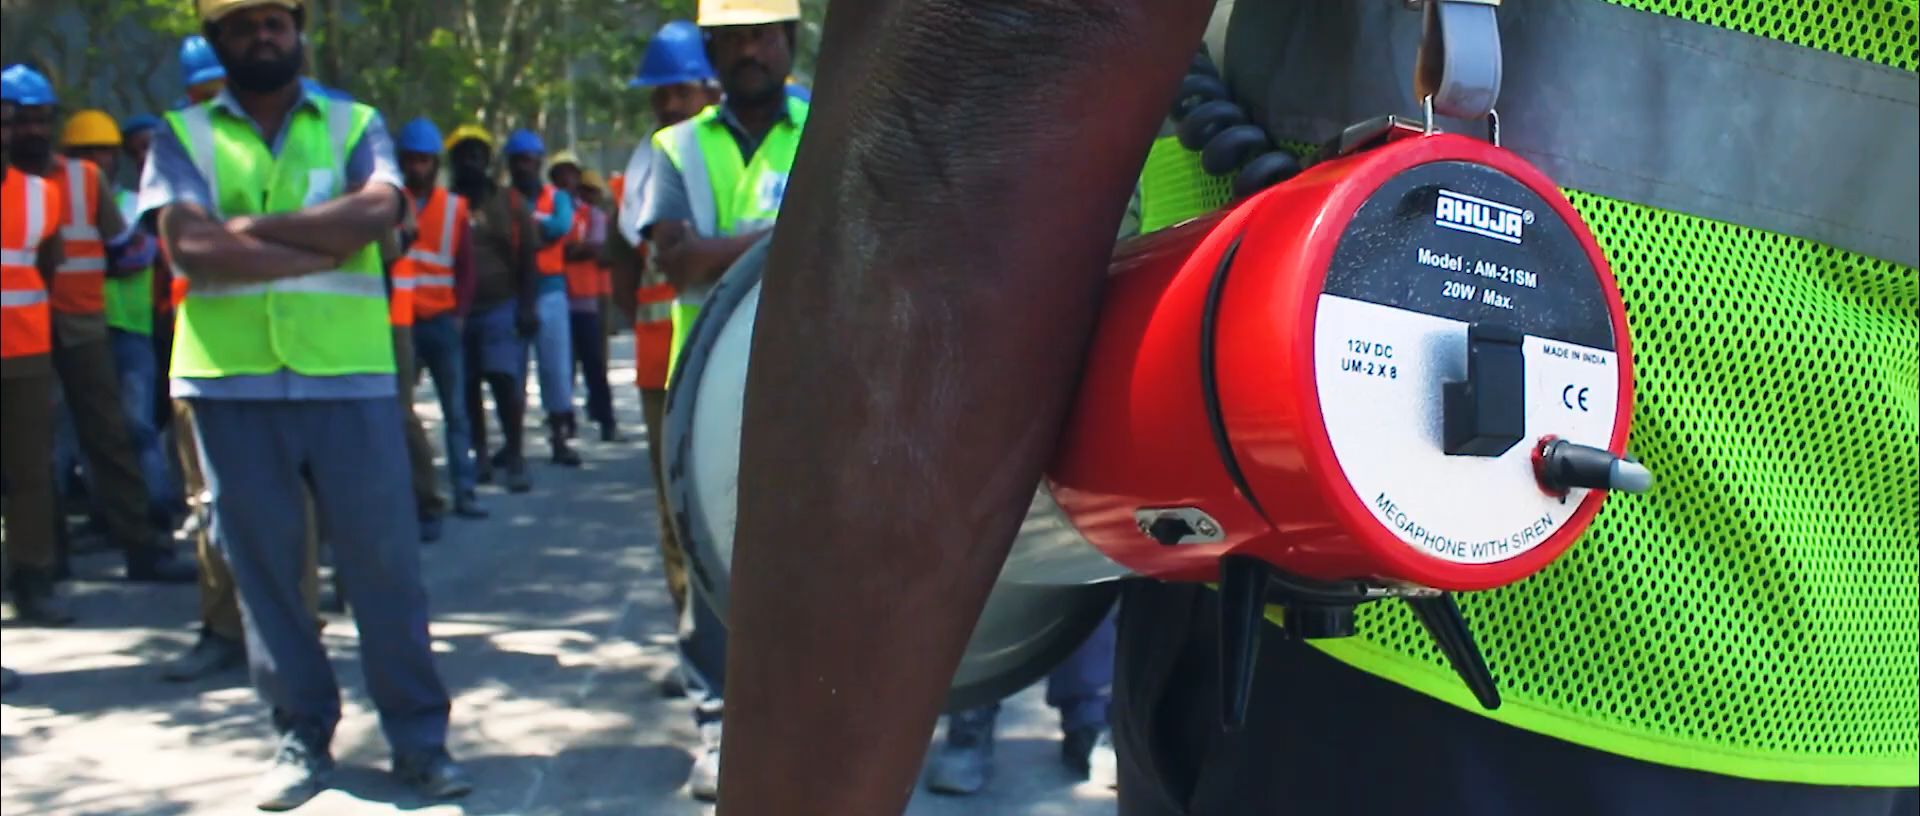 AHUJA®
Model : AM-21SM
20W Max.
12V DC
UM-2 X 8
MADE IN INDIA
CE
MEGAPHONE WITH SIREN